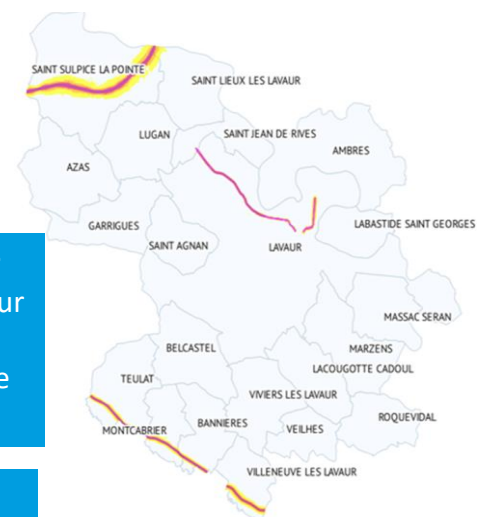 SAINT SULPICE LA POINTE
SAINT LIEUX LES LAVAUR
LUGAN
SAINT JEAN DE RIVES
AMBRES
AZAS
GARRIGUES
LABASTIDE SAINT GEORGES
SAINT AGNAN
LAVAUR
ur
MASSAC SERAN
BELCASTEL
MARZENS
LACOUGOTTE CADOUL
e
TEULAT
VIVIERS LES LAVAUR
ROQUEVIDAL
MONTCABRIER
BANNIERES
VEILHES
VILLENEUVE LES LAVAUR